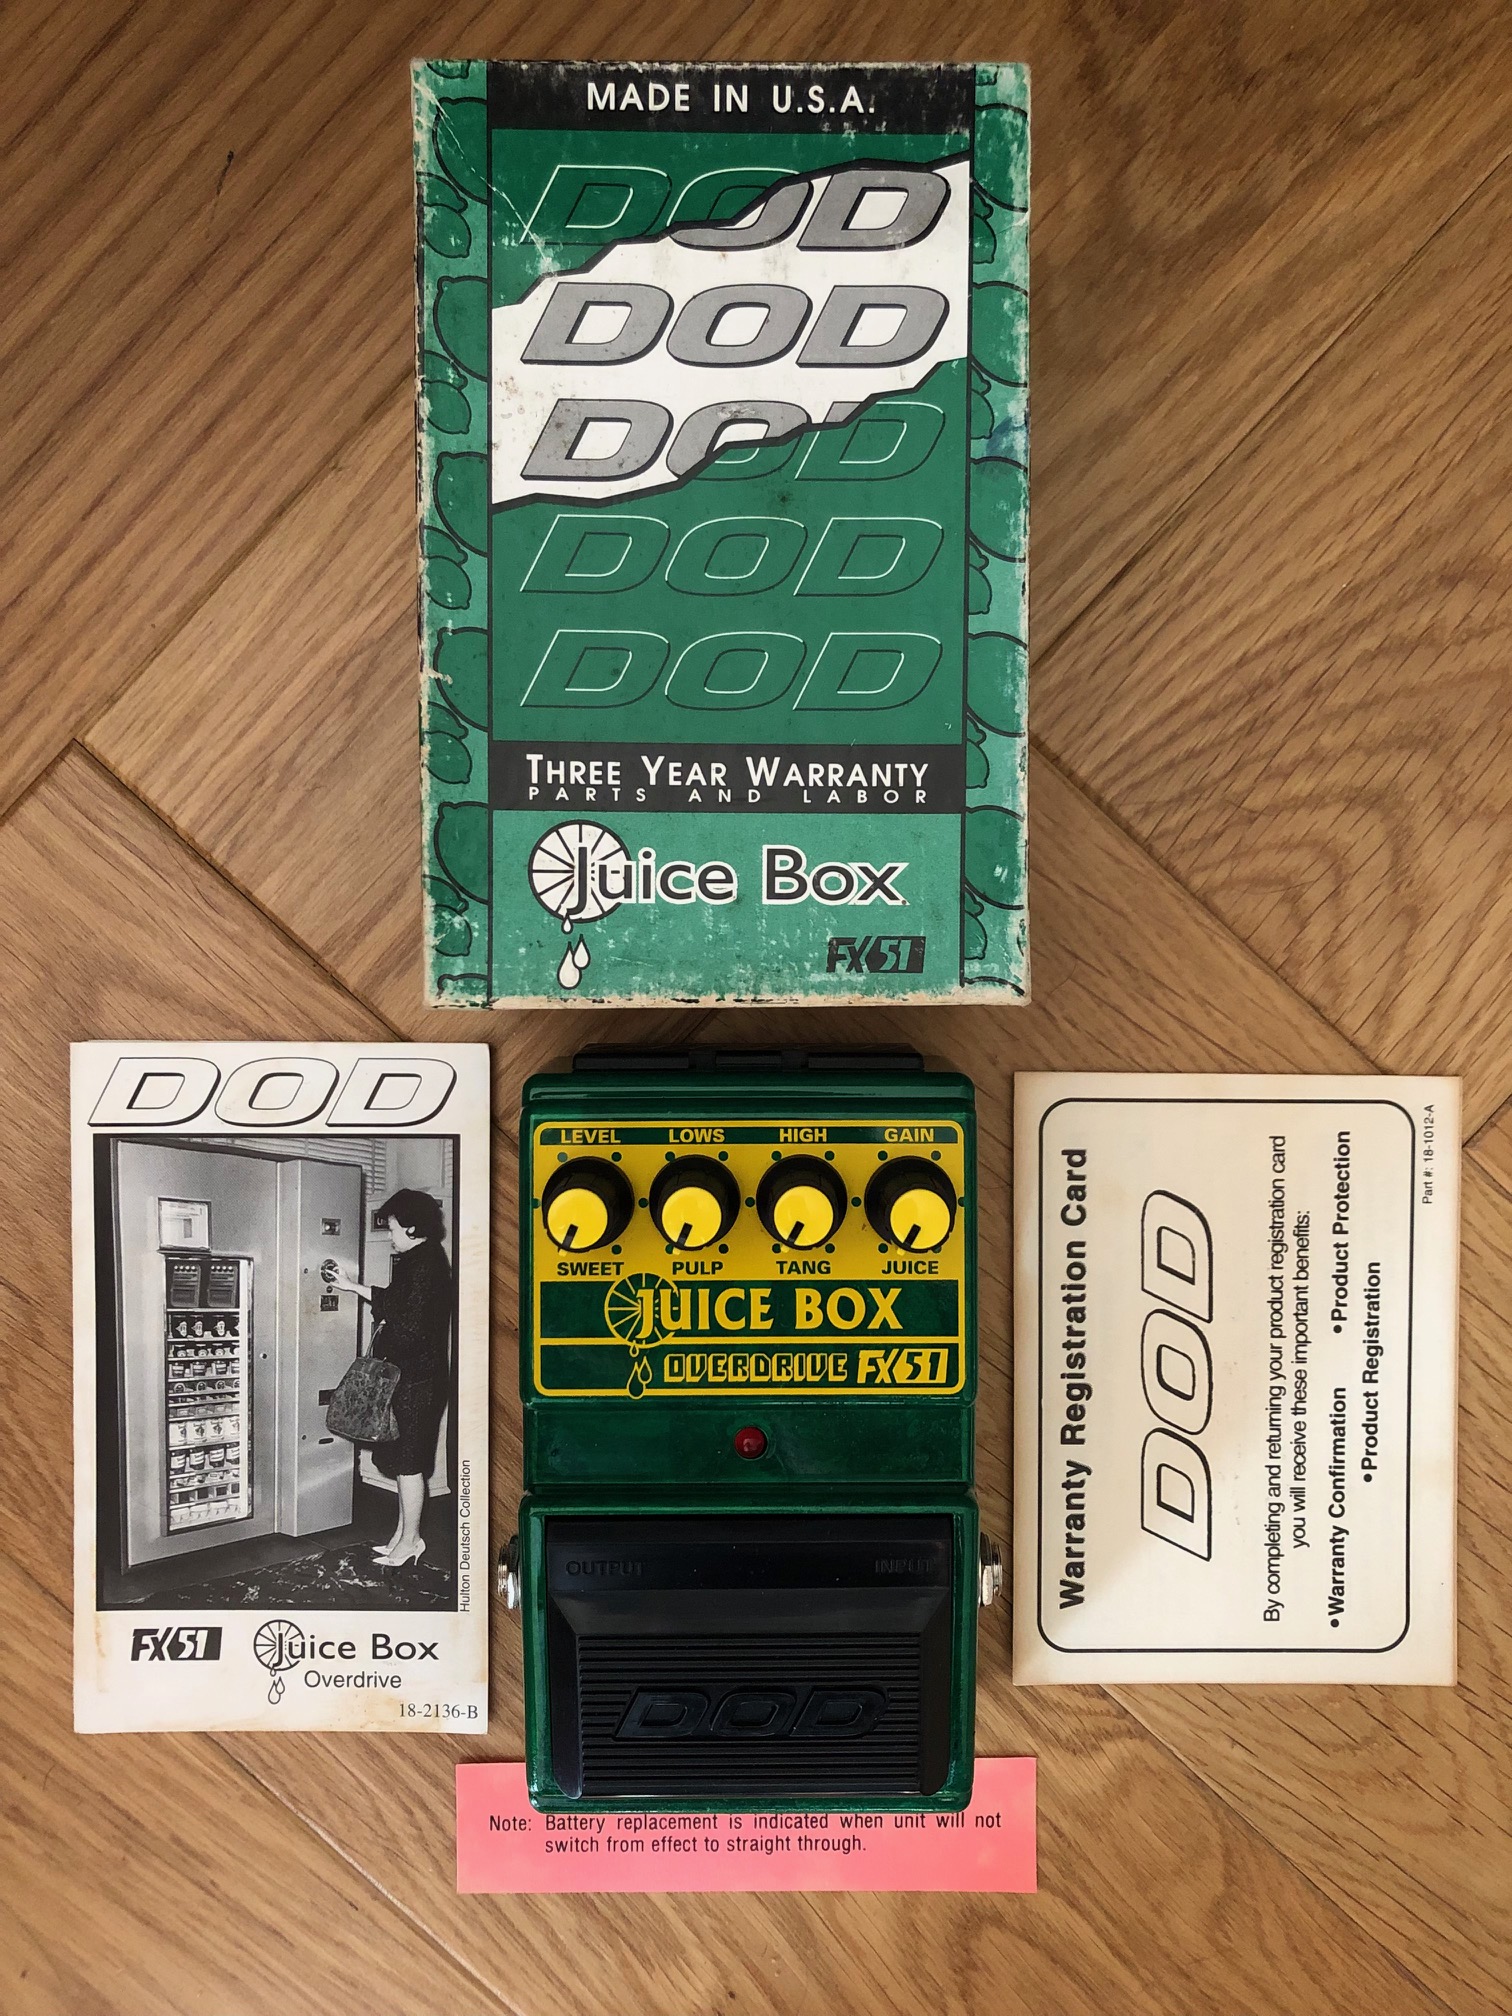 MADE IN U.S.A.
DOD
DOD
DOD
DOD
DOD
THREE YEAR WARRANTY
PARTS AND LABOR
Juice Box
FX51
DOD
Hulton Deutsch Collection
FX51
Juice Box
Overdrive
18-2136-B
LEVEL LOWS HIGH GAIN
SWEET PULP TANG JUICE
JUICE BOX
OVERDRIVE FX51
OUTPUT INPUT
DOD
Note: Battery replacement is indicated when unit will not
switch from effect to straight through.
Warranty Registration Card
DOD
By completing and returning your product registration card
you will receive these important benefits:
•Warranty Confirmation •Product Protection
•Product Registration
Part #: 18-1012-A